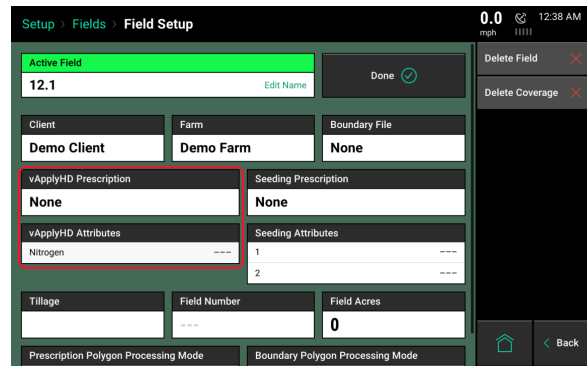 Setup > Fields > Field Setup
0.0 mph
12:38 AM
Active Field
12.1
Edit Name
Done
Delete Field
Delete Coverage
Client
Demo Client
Farm
Demo Farm
Boundary File
None
vApplyHD Prescription
None
Seeding Prescription
None
vApplyHD Attributes
Nitrogen ---
Seeding Attributes
1 ---
2 ---
Tillage
Field Number
---
Field Acres
0
Prescription Polygon Processing Mode
Boundary Polygon Processing Mode
< Back